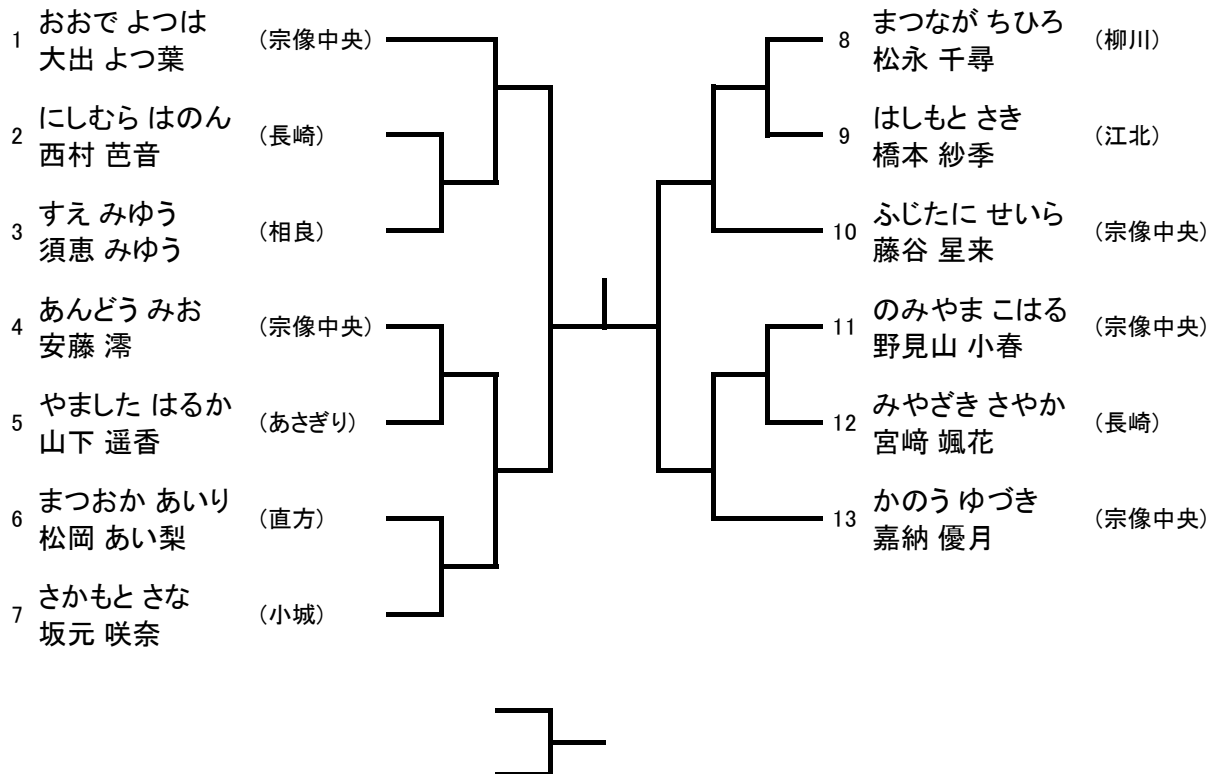 おおで よつは
1 大出 よつ葉 （宗像中央）
にしむら はのん
2 西村 芭音 （長崎）
すえ みゆう
3 須恵 みゆう （相良）
あんどう みお
4 安藤 澪 （宗像中央）
やました はるか
5 山下 遥香 （あさぎり）
まつおか あいり
6 松岡 あい梨 （直方）
さかもと さな
7 坂元 咲奈 （小城）
まつなが ちひろ
8 松永 千尋 （柳川）
はしもと さき
9 橋本 紗季 （江北）
ふじたに せいら
10 藤谷 星来 （宗像中央）
のみやま こはる
11 野見山 小春 （宗像中央）
みやざき さやか
12 宮﨑 颯花 （長崎）
かのう ゆづき
13 嘉納 優月 （宗像中央）